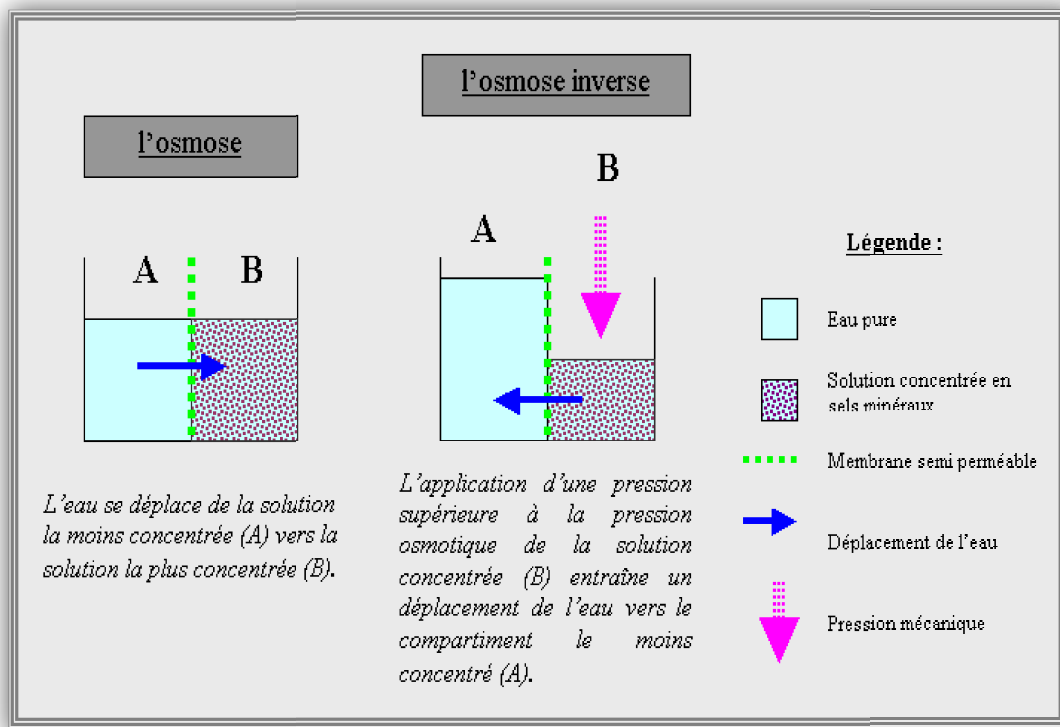 l'osmose inverse
l'osmose
B
A
A
B
L'eau se déplace de la solution
la moins concentrée (A) vers la
solution la plus concentrée (B).
L'application d'une pression
supérieure à la pression
osmotique de la solution
concentrée (B) entraîne un
déplacement de l'eau vers le
compartiment le moins
concentré (A).
Légende :
Eau pure
Solution concentrée en
sels minéraux
Membrane semi perméable
Déplacement de l'eau
Pression mécanique